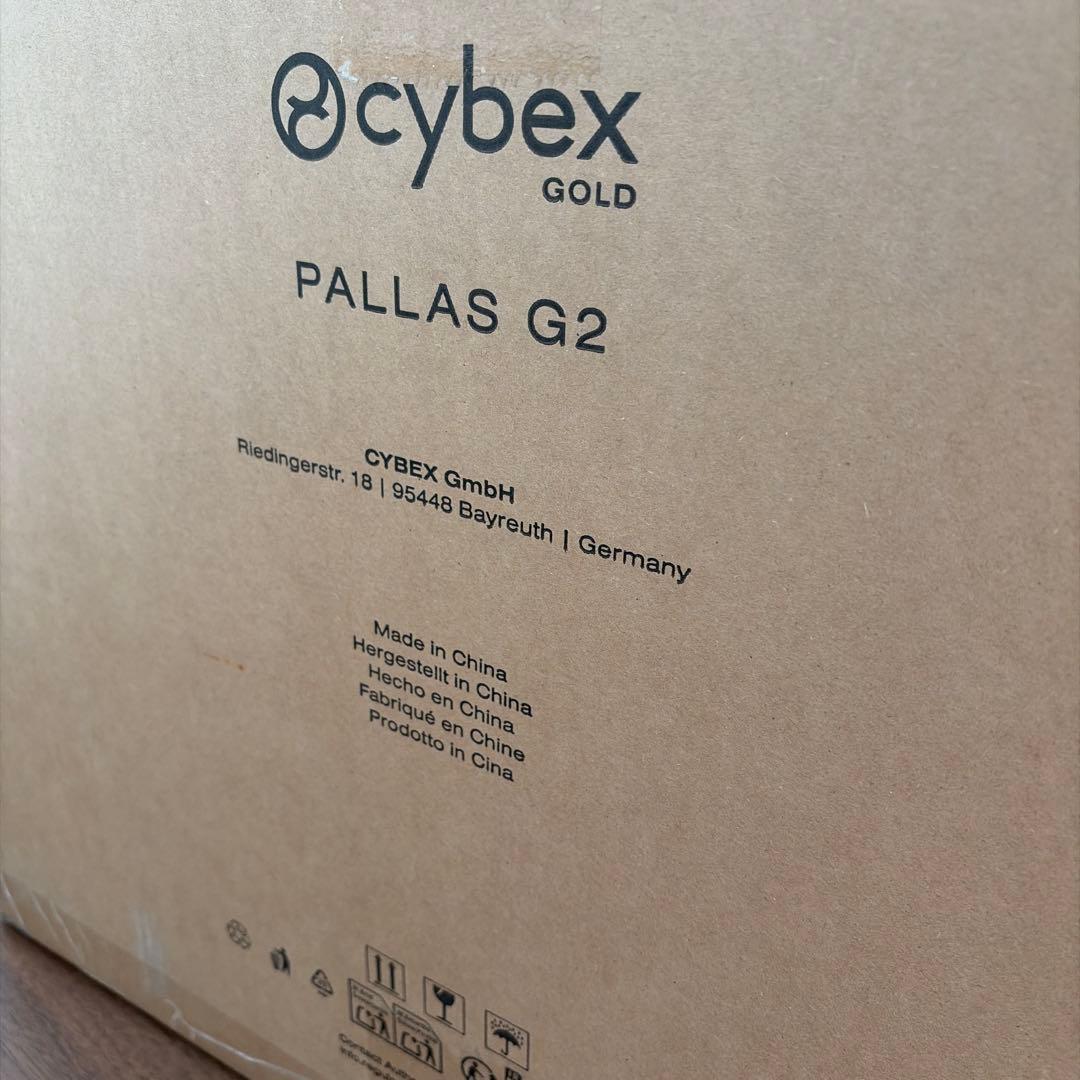 cybex
GOLD
PALLAS G2
CYBEX GmbH
Riedingerstr. 18 | 95448 Bayreuth | Germany
Made in China
Hergestellt in China
Hecho en China
Fabriqué en Chine
Prodotto in Cina